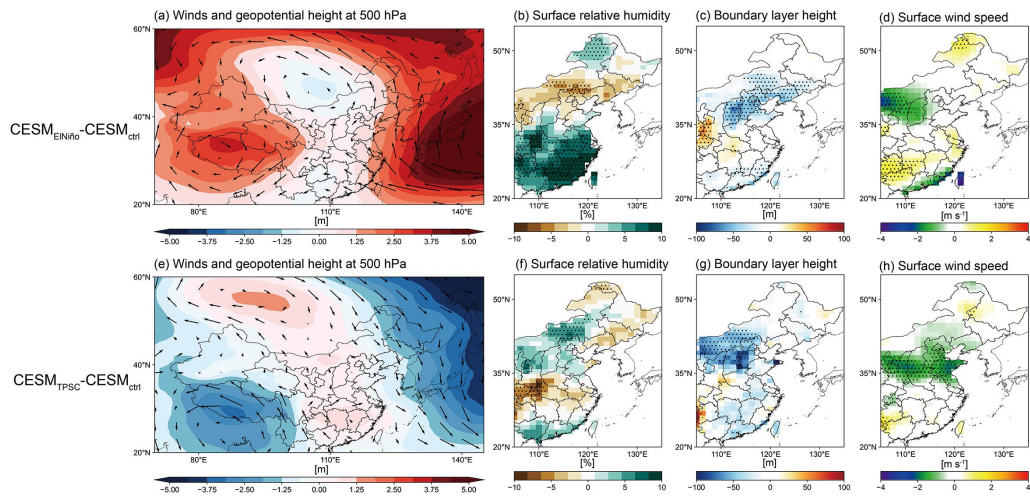 (a) Winds and geopotential height at 500 hPa
(b) Surface relative humidity
(c) Boundary layer height
(d) Surface wind speed
60°N
40°N
20°N
80°E
110°E
140°E
[m]
-5.00 -3.75 -2.50 -1.25 1.00 1.25 2.50 3.75 5.00
CESM_ElNiño-CESM_ctrl
50°N
35°N
20°N
110°E 120°E 130°E
[%]
-10 -5 0 5 10
50°N
35°N
20°N
110°E 120°E 130°E
[m]
-100 -50 0 50 100
50°N
35°N
20°N
110°E 120°E 130°E
[m s⁻¹]
-4 -2 0 2 4
(e) Winds and geopotential height at 500 hPa
(f) Surface relative humidity
(g) Boundary layer height
(h) Surface wind speed
60°N
40°N
20°N
80°E
110°E
140°E
[m]
-5.00 -3.75 -2.50 -1.25 1.00 1.25 2.50 3.75 5.00
CESM_TPSC-CESM_ctrl
50°N
35°N
20°N
110°E 120°E 130°E
[%]
-10 -5 0 5 10
50°N
35°N
20°N
110°E 120°E 130°E
[m]
-100 -50 0 50 100
50°N
35°N
20°N
110°E 120°E 130°E
[m s⁻¹]
-4 -2 0 2 4